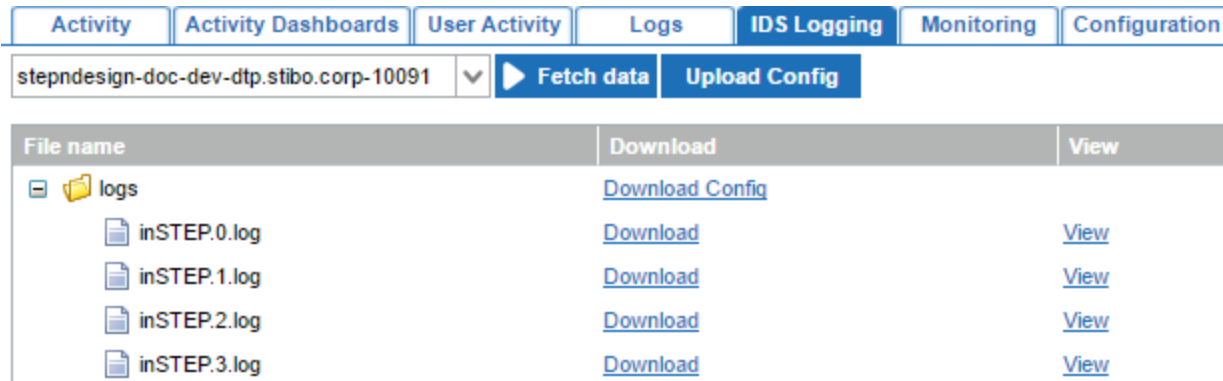 Activity Activity Dashboards User Activity Logs IDS Logging Monitoring Configuration
stepndesign-doc-dev-dtp.stibo.corp-10091 Fetch data Upload Config
File name Download View
logs Download Config
inSTEP.0.log Download View
inSTEP.1.log Download View
inSTEP.2.log Download View
inSTEP.3.log Download View